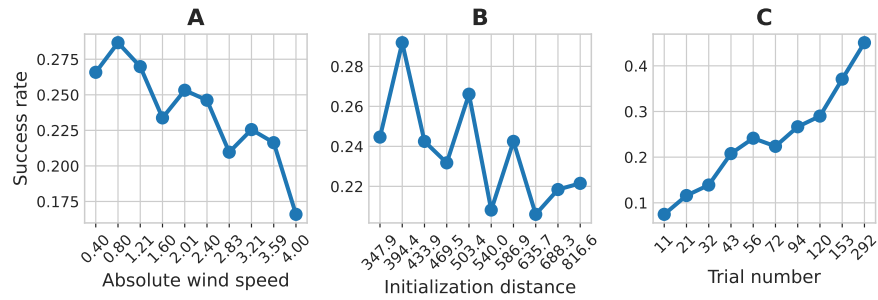 A
B
C
Success rate
0.275
0.250
0.225
0.200
0.175
0.40 0.80 1.21 1.60 2.01 2.40 2.83 3.21 3.59 4.00
Absolute wind speed
0.28
0.26
0.24
0.22
347.9 394.4 433.9 469.5 503.4 540.0 586.9 635.7 688.3 816.6
Initialization distance
0.4
0.3
0.2
0.1
11 21 32 43 56 72 94 120 153 292
Trial number